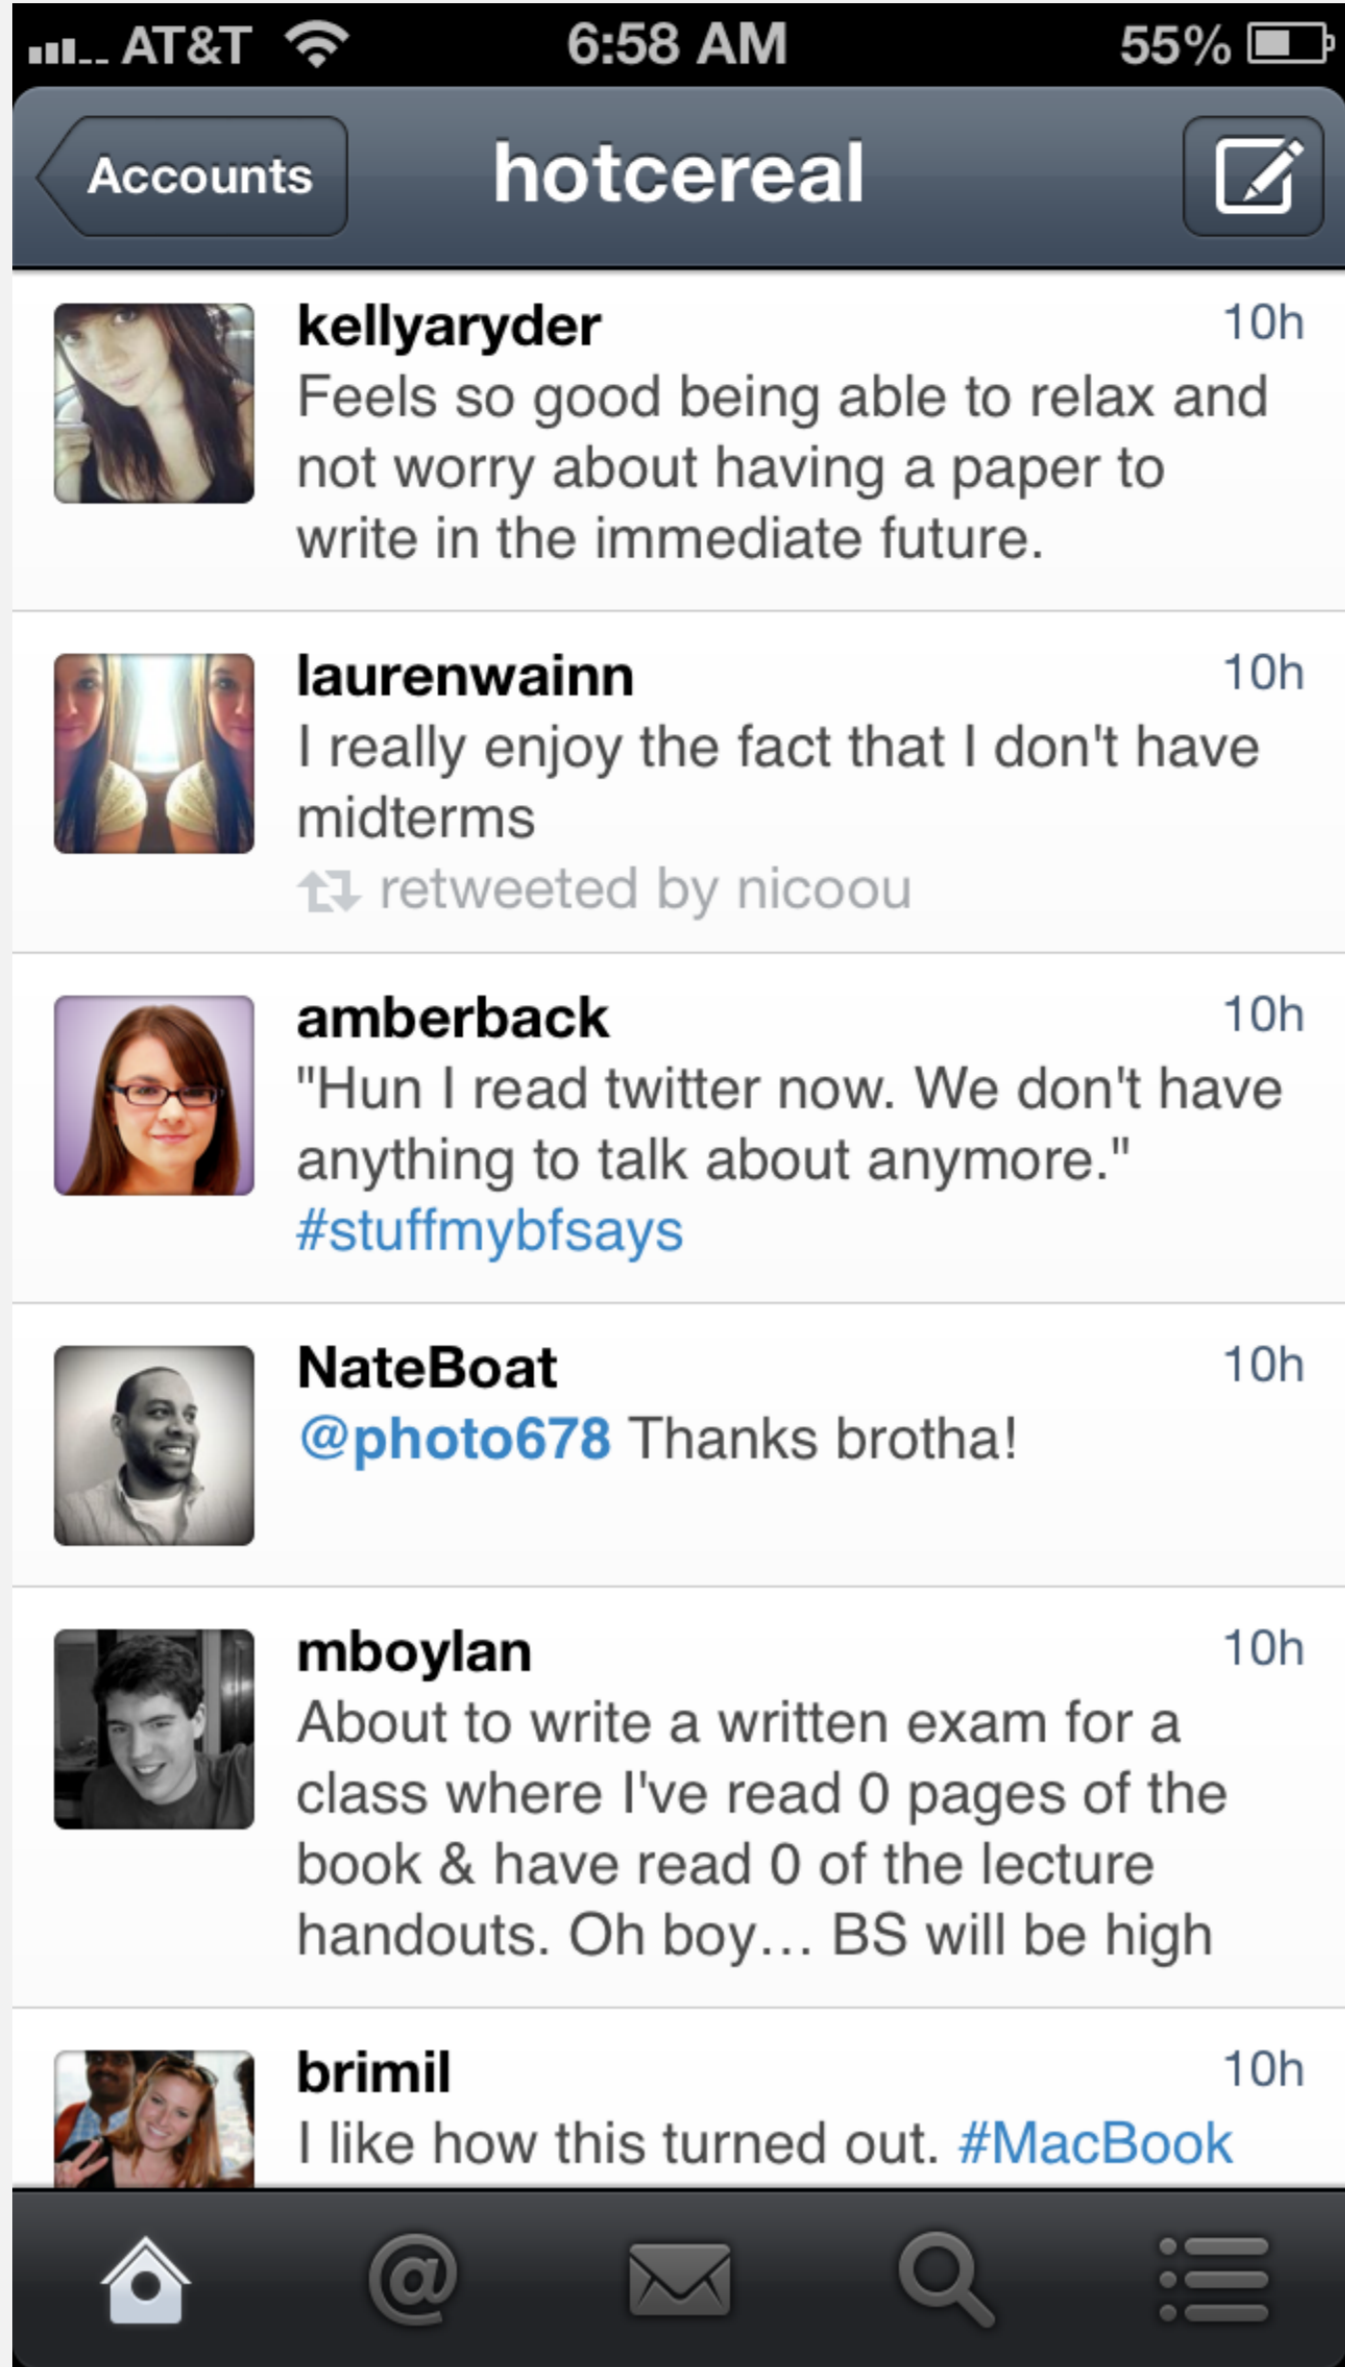 AT&T 6:58 AM 55%
Accounts hotcereal
kellyaryder 10h
Feels so good being able to relax and
not worry about having a paper to
write in the immediate future.
laurenwainn 10h
I really enjoy the fact that I don't have
midterms
retweeted by nicoou
amberback 10h
"Hun I read twitter now. We don't have
anything to talk about anymore."
#stuffmybfsays
NateBoat 10h
@photo678 Thanks brotha!
mboylan 10h
About to write a written exam for a
class where I've read 0 pages of the
book & have read 0 of the lecture
handouts. Oh boy... BS will be high
brimil 10h
I like how this turned out. #MacBook
@